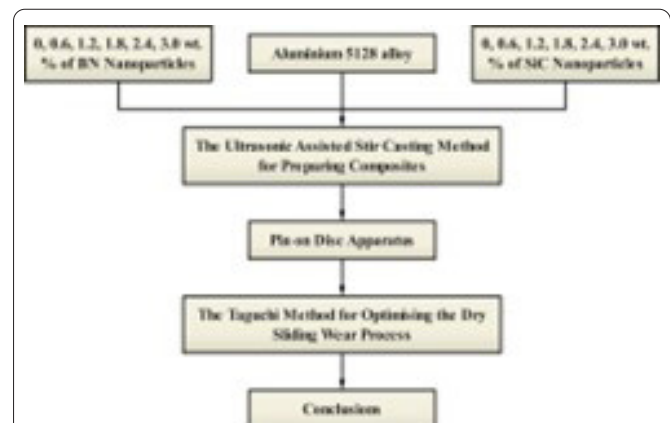 0, 0.6, 1.2, 1.8, 2.4, 3.0 wt.
% of BN Nanoparticles
Aluminium 5128 alloy
0, 0.6, 1.2, 1.8, 2.4, 3.0 wt.
% of SiC Nanoparticles
The Ultrasonic Assisted Stir Casting Method
for Preparing Composites
Pin-on Disc Apparatus
The Taguchi Method for Optimising the Dry
Sliding Wear Process
Conclusions